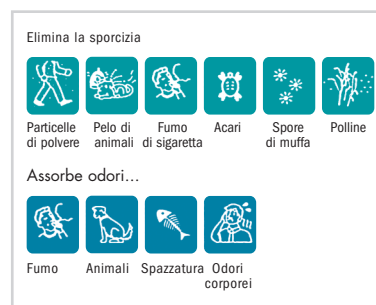 Elimina la sporcizia
Particelle di polvere
Pelo di animali
Fumo di sigaretta
Acari
Spore di muffa
Polline
Assorbe odori...
Fumo
Animali
Spazzatura
Odori corporei